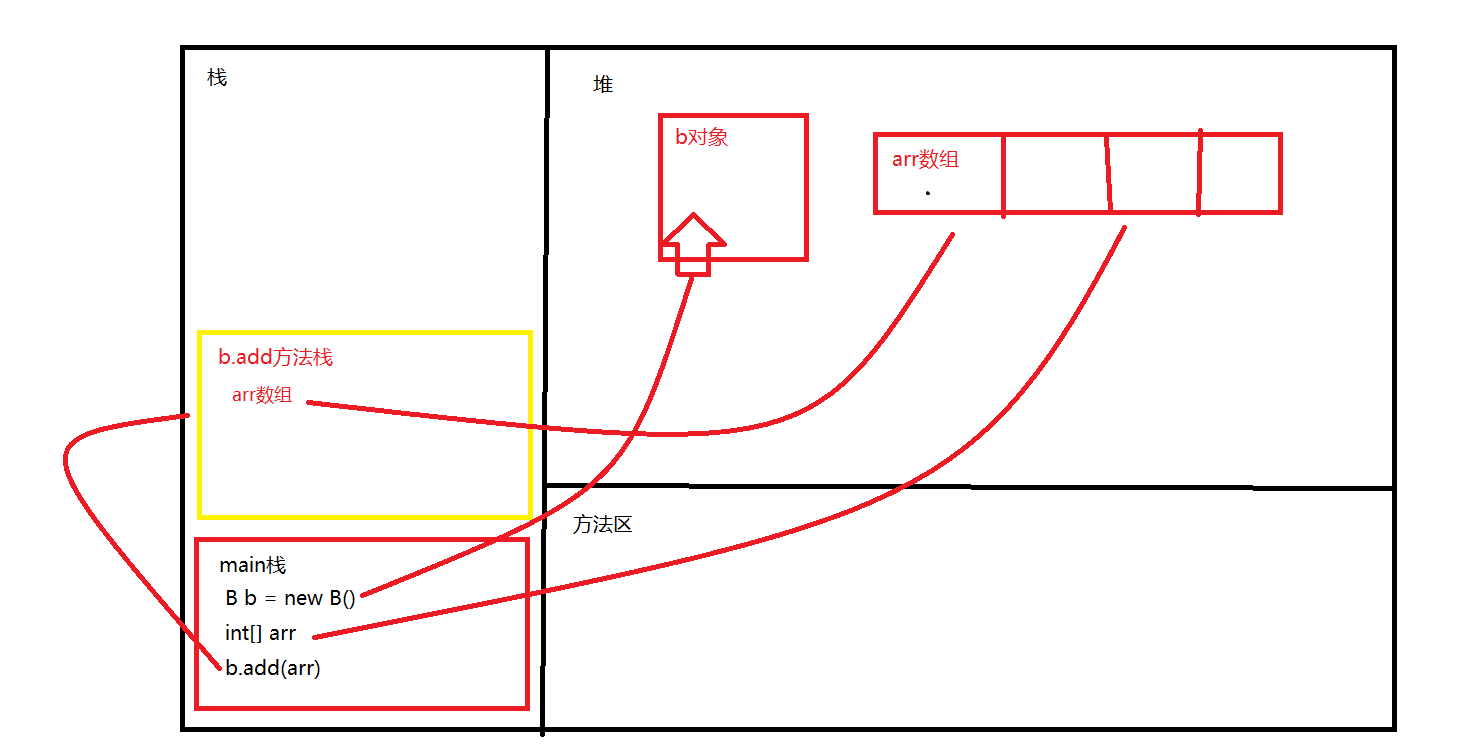 栈
堆
b对象
arr数组
b.add方法栈
arr数组
方法区
main栈
B b = new B()
int[] arr
b.add(arr)